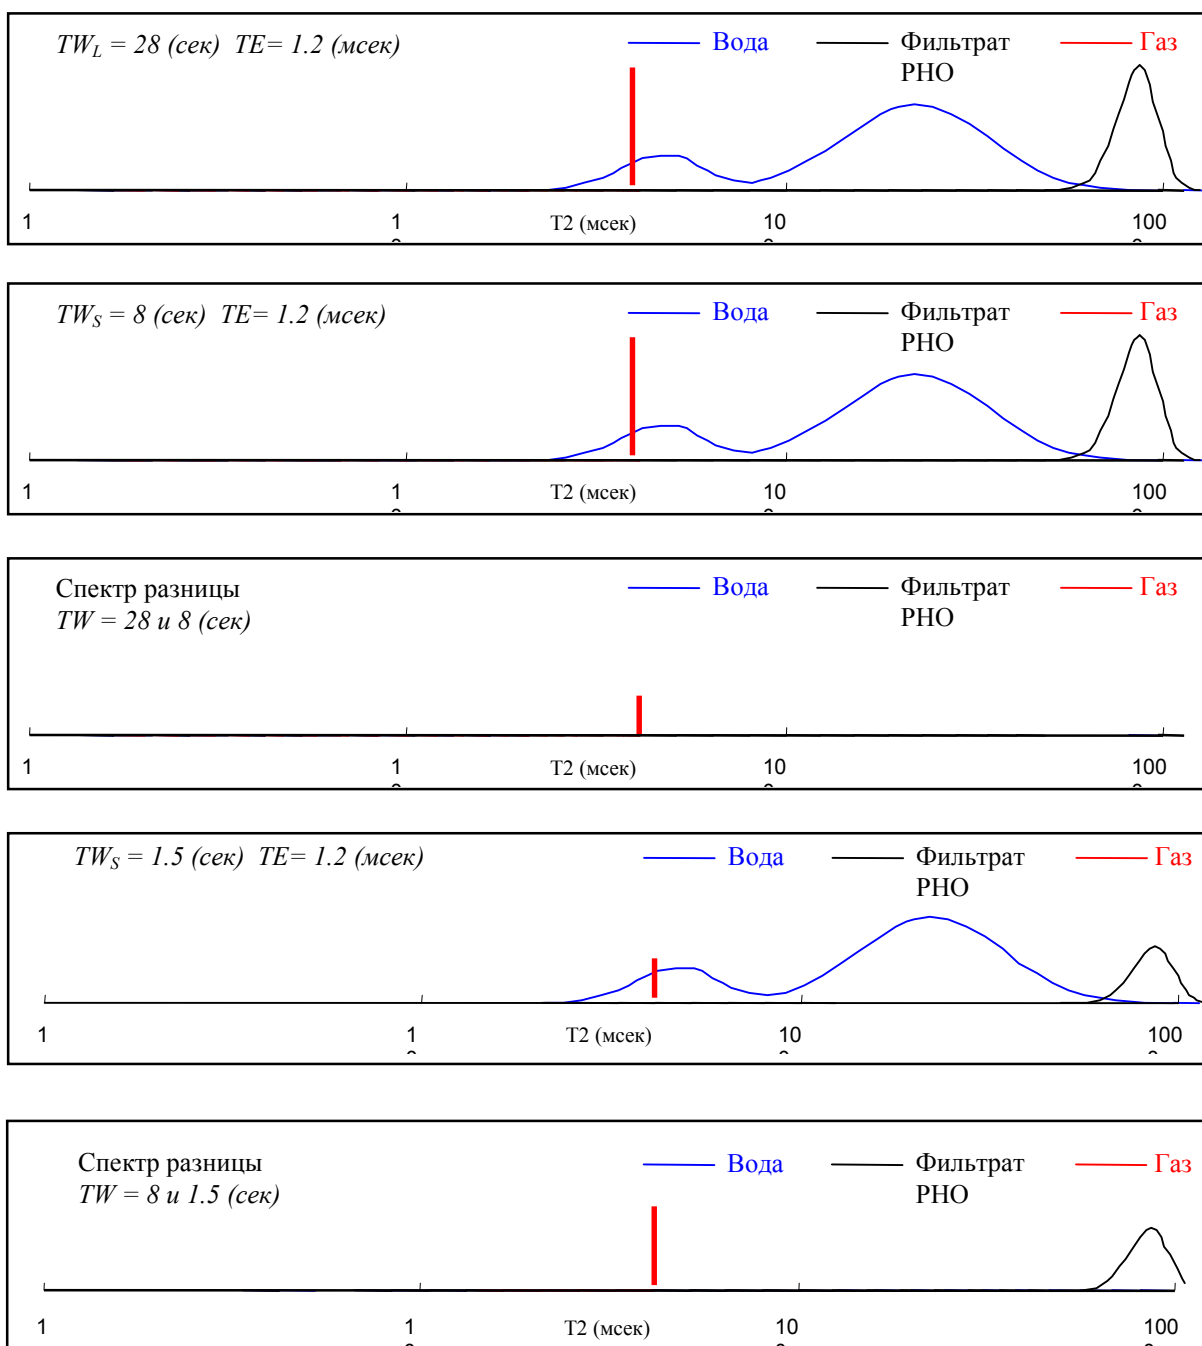 TW_L = 28 (сек) TE= 1.2 (мсек) Вода Фильтрат РНО Газ
1 1 T2 (мсек) 10 100
TW_S = 8 (сек) TE= 1.2 (мсек) Вода Фильтрат РНО Газ
1 1 T2 (мсек) 10 100
Спектр разницы Вода Фильтрат Газ
TW = 28 и 8 (сек) РНО
1 1 T2 (мсек) 10 100
TW_S = 1.5 (сек) TE= 1.2 (мсек) Вода Фильтрат РНО Газ
1 1 T2 (мсек) 10 100
Спектр разницы Вода Фильтрат Газ
TW = 8 и 1.5 (сек) РНО
1 1 T2 (мсек) 10 100